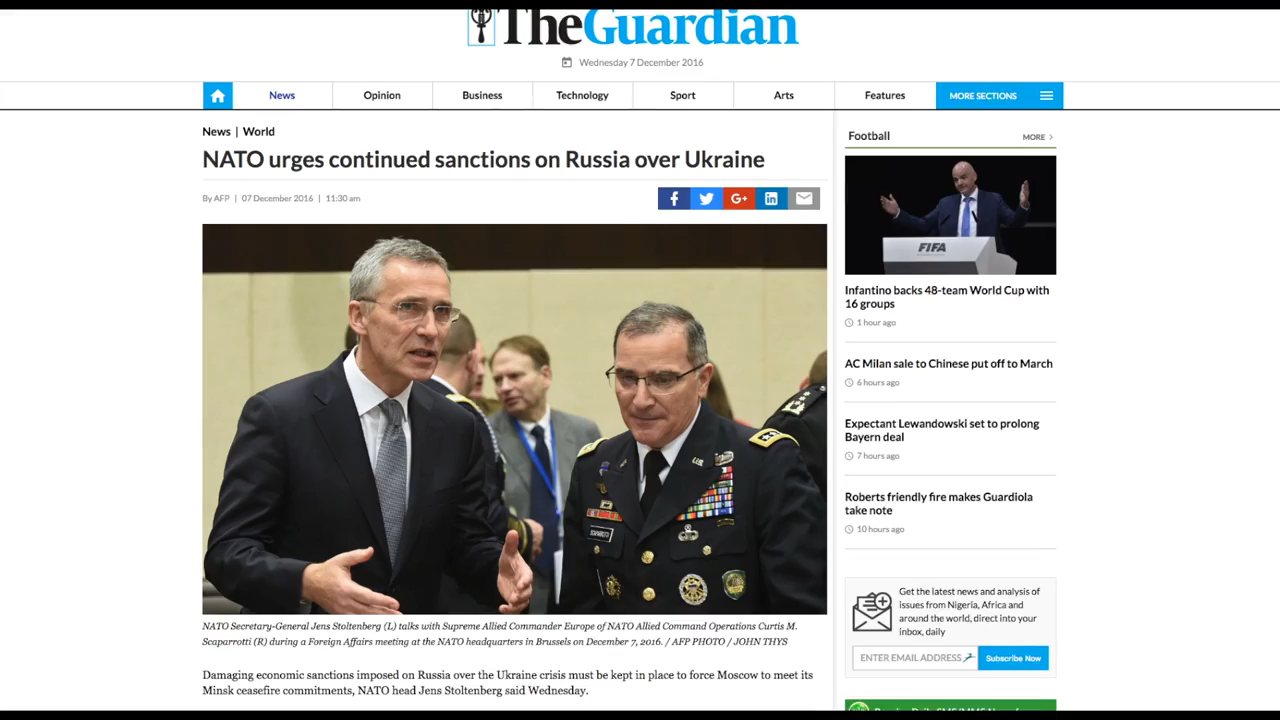 TheGuardian
Wednesday 7 December 2016
News
Opinion
Business
Technology
Sport
Arts
Features
MORE SECTIONS
News | World
NATO urges continued sanctions on Russia over Ukraine
By AFP | 07 December 2016 | 11:30 am
NATO Secretary-General Jens Stoltenberg (L) talks with Supreme Allied Commander Europe of NATO Allied Command Operations Curtis M.
Scaparrotti (R) during a Foreign Affairs meeting at the NATO headquarters in Brussels on December 7, 2016. / AFP PHOTO / JOHN THYS
Damaging economic sanctions imposed on Russia over the Ukraine crisis must be kept in place to force Moscow to meet its
Minsk ceasefire commitments, NATO head Jens Stoltenberg said Wednesday.
Football
MORE
FIFA
Infantino backs 48-team World Cup with
16 groups
1 hour ago
AC Milan sale to Chinese put off to March
6 hours ago
Expectant Lewandowski set to prolong
Bayern deal
7 hours ago
Roberts friendly fire makes Guardiola
take note
10 hours ago
Get the latest news and analysis of
issues from Nigeria, Africa and
around the world, direct into your
inbox, daily
ENTER EMAIL ADDRESS
Subscribe Now